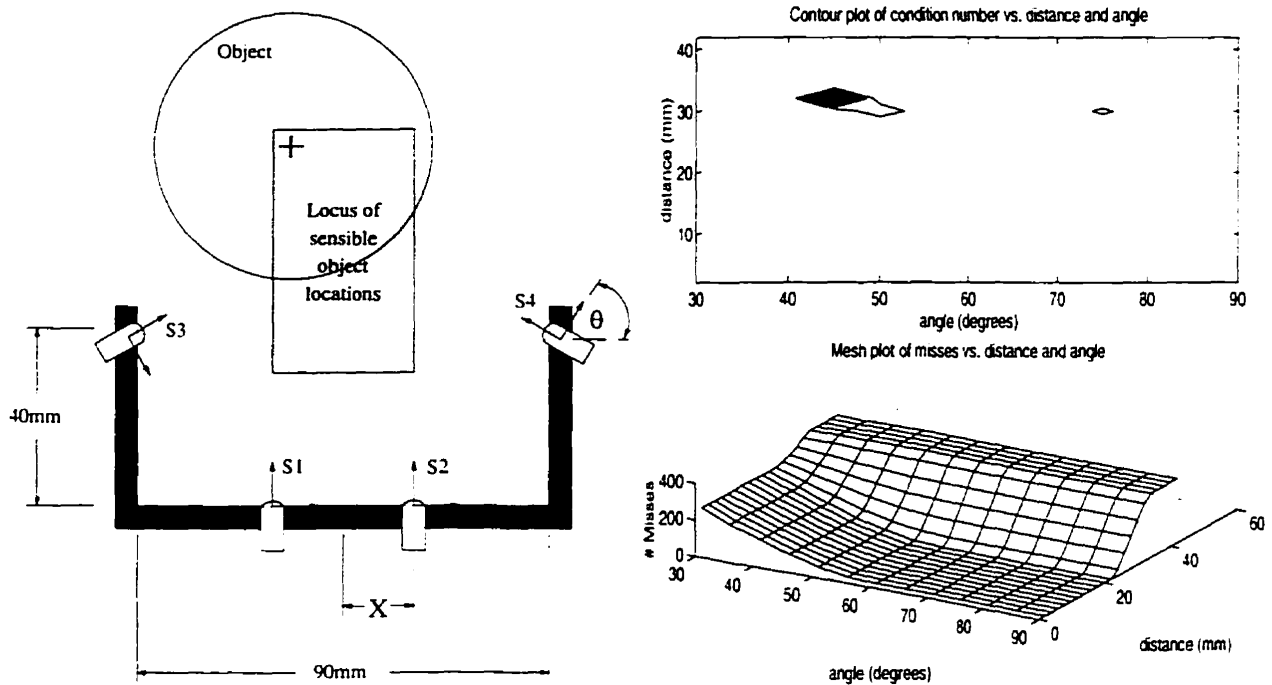 Object
Locus of
sensible
object
locations
S3
S4
θ
40mm
S1
S2
X
90mm
Contour plot of condition number vs. distance and angle
distance (mm)
40
30
20
10
30
40
50
60
70
80
90
angle (degrees)
Mesh plot of misses vs. distance and angle
# Misses
400
200
0
30
40
50
60
70
80
90
0
20
40
60
distance (mm)
angle (degrees)